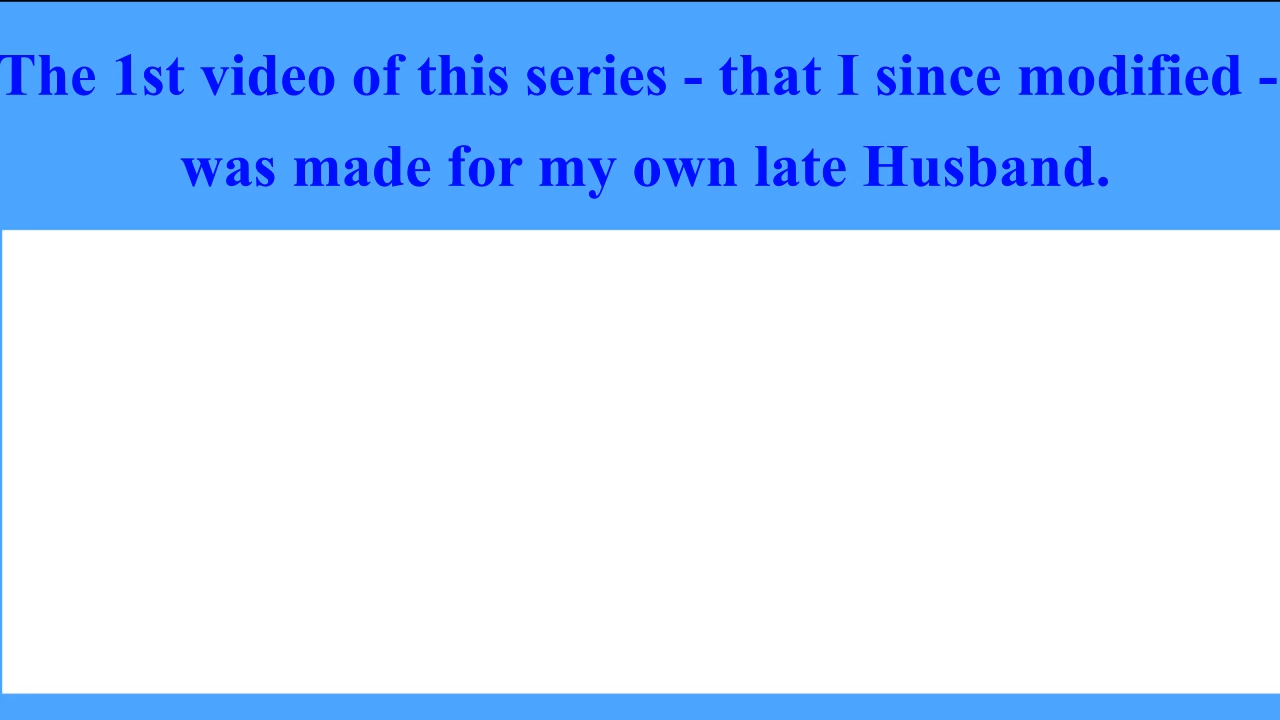 The 1st video of this series - that I since modified -
was made for my own late Husband.